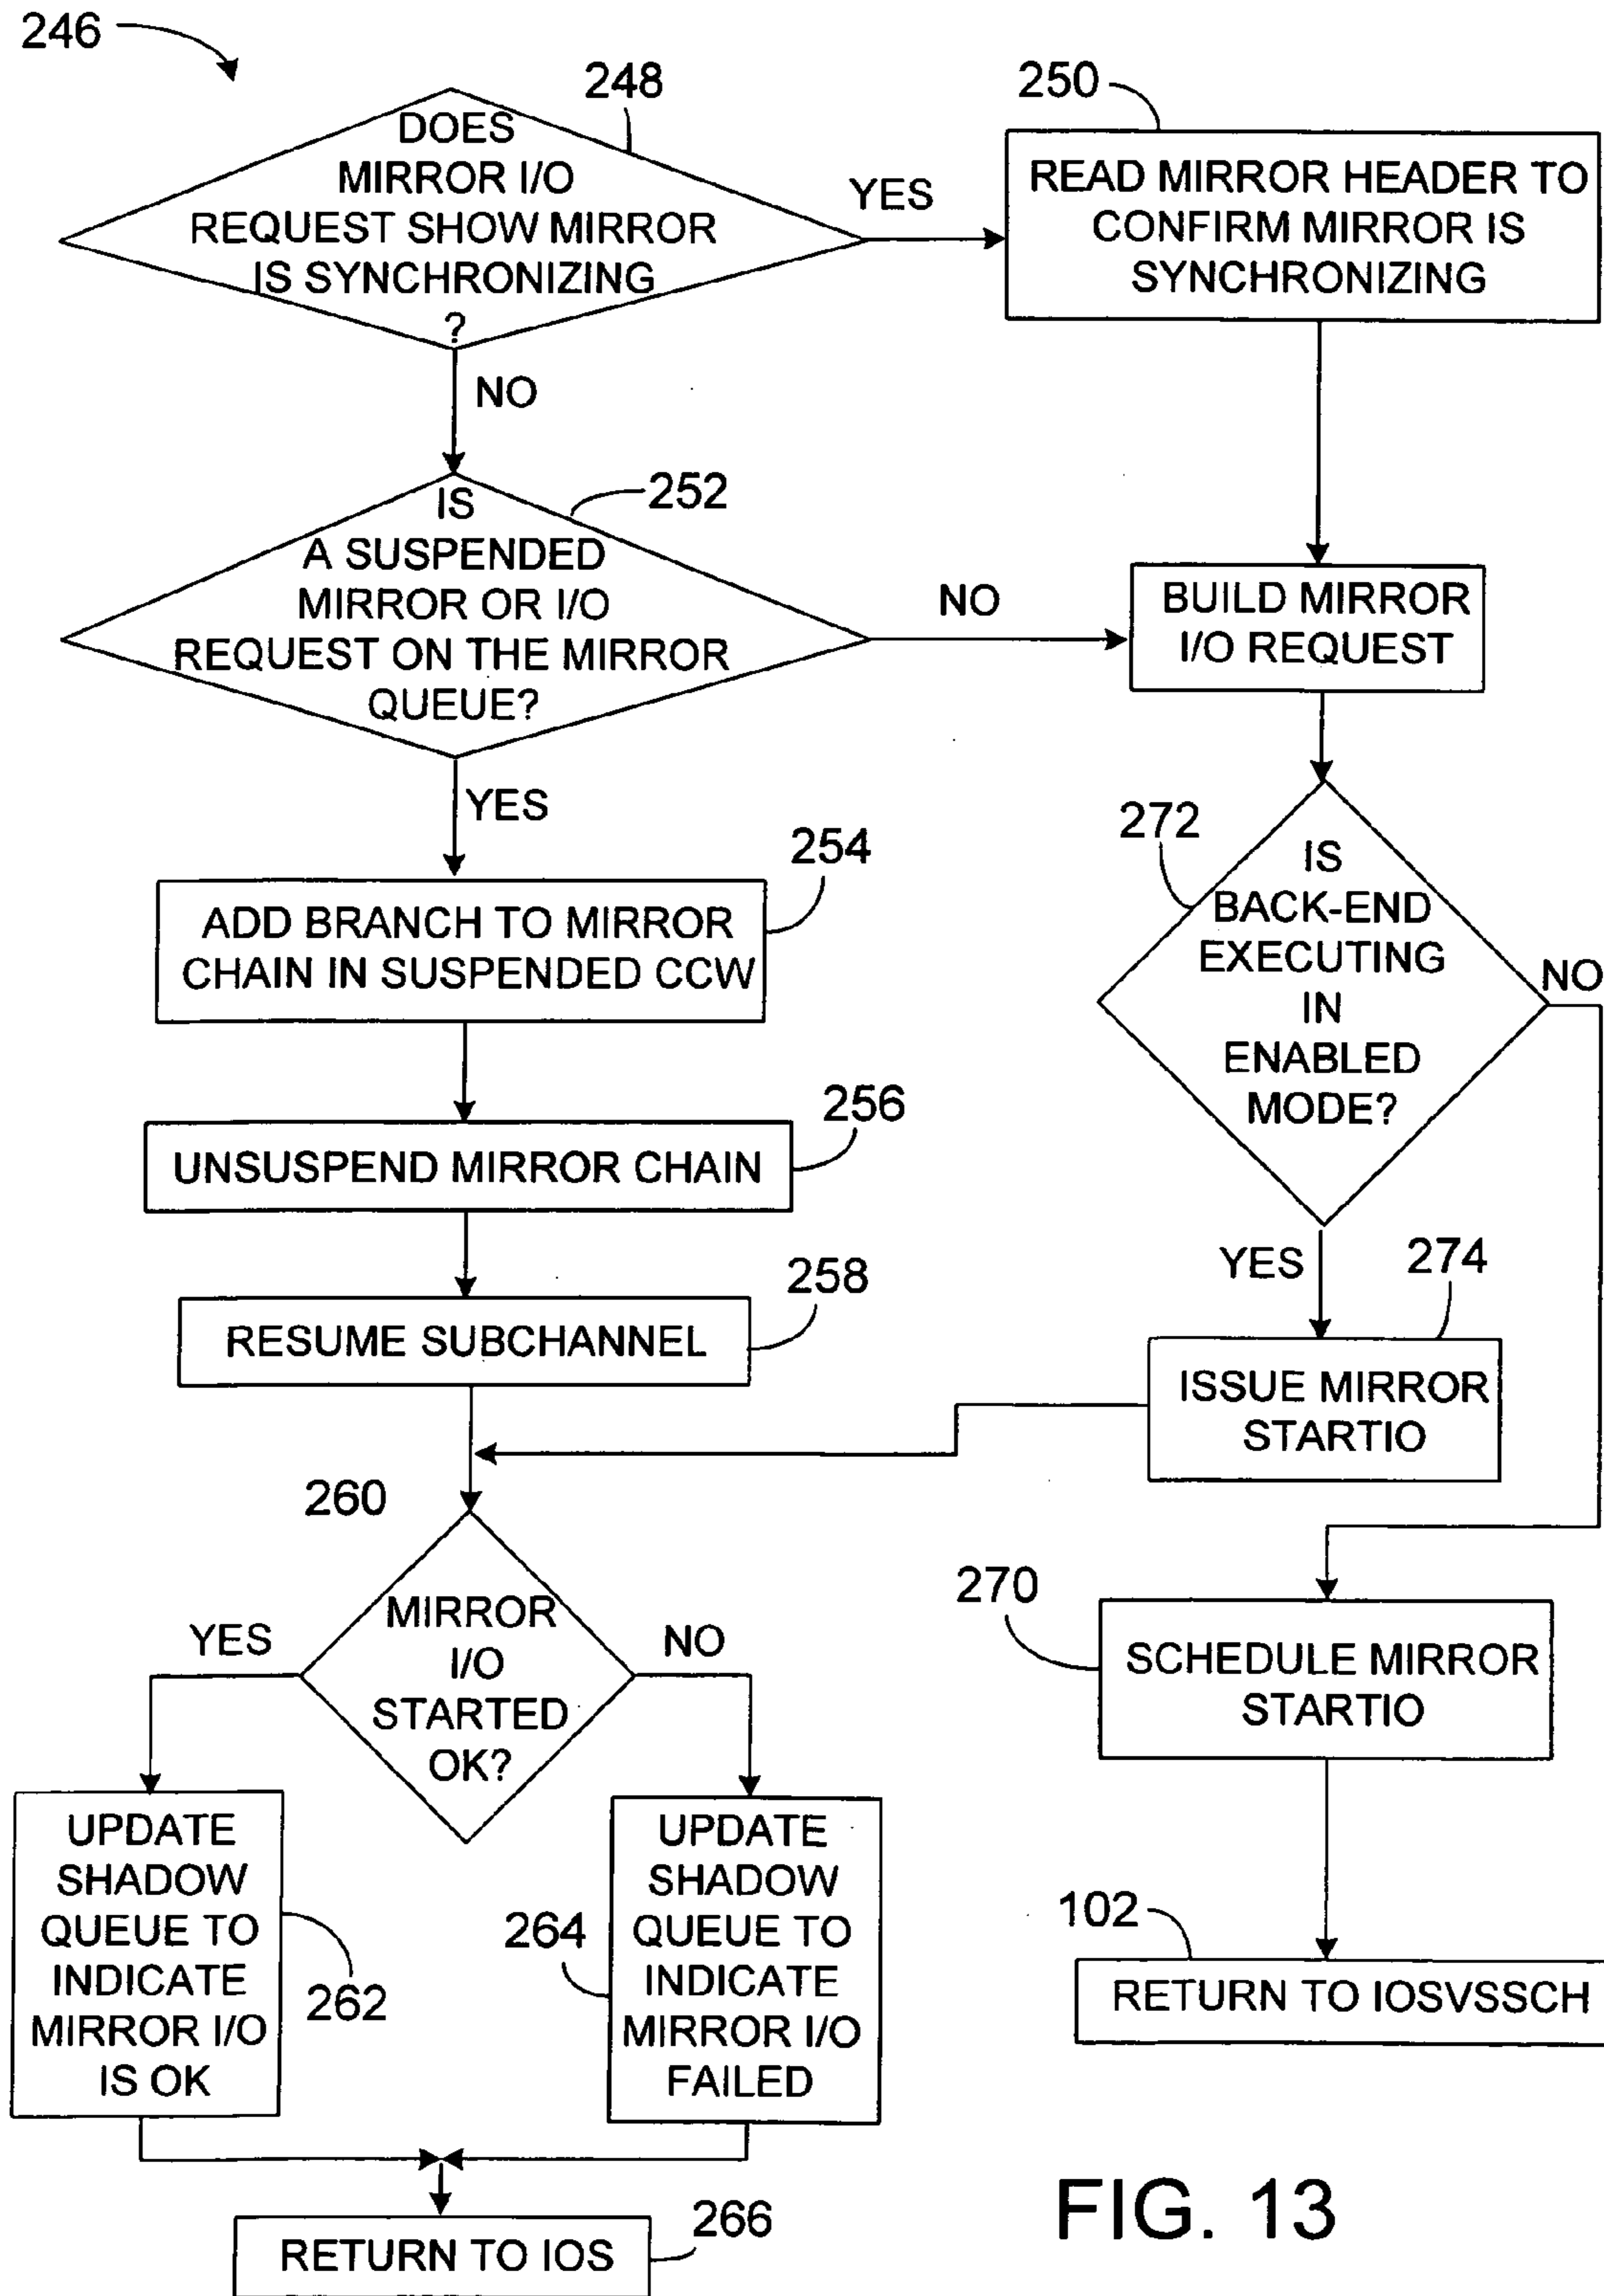 246
248
DOES
MIRROR I/O
REQUEST SHOW MIRROR
IS SYNCHRONIZING
?
YES
250
READ MIRROR HEADER TO
CONFIRM MIRROR IS
SYNCHRONIZING
NO
252
IS
A SUSPENDED
MIRROR OR I/O
REQUEST ON THE MIRROR
QUEUE?
NO
BUILD MIRROR
I/O REQUEST
YES
254
ADD BRANCH TO MIRROR
CHAIN IN SUSPENDED CCW
272
IS
BACK-END
EXECUTING
IN
ENABLED
MODE?
NO
256
UNSUSPEND MIRROR CHAIN
YES
274
258
RESUME SUBCHANNEL
ISSUE MIRROR
STARTIO
260
MIRROR
I/O
STARTED
OK?
YES
NO
270
SCHEDULE MIRROR
STARTIO
UPDATE
SHADOW
QUEUE TO
INDICATE
MIRROR I/O
IS OK
262
264
UPDATE
SHADOW
QUEUE TO
INDICATE
MIRROR I/O
FAILED
102
RETURN TO IOSVSSCH
266
RETURN TO IOS
FIG. 13